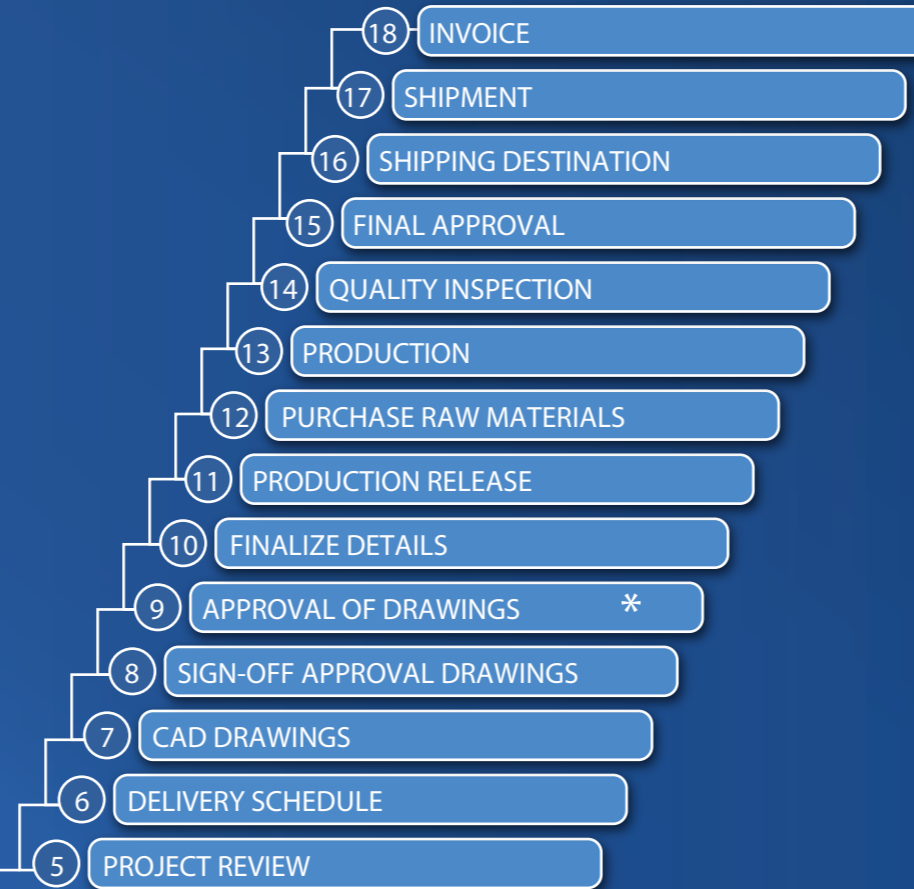 18 INVOICE
17 SHIPMENT
16 SHIPPING DESTINATION
15 FINAL APPROVAL
14 QUALITY INSPECTION
13 PRODUCTION
12 PURCHASE RAW MATERIALS
11 PRODUCTION RELEASE
10 FINALIZE DETAILS
9 APPROVAL OF DRAWINGS *
8 SIGN-OFF APPROVAL DRAWINGS
7 CAD DRAWINGS
6 DELIVERY SCHEDULE
5 PROJECT REVIEW